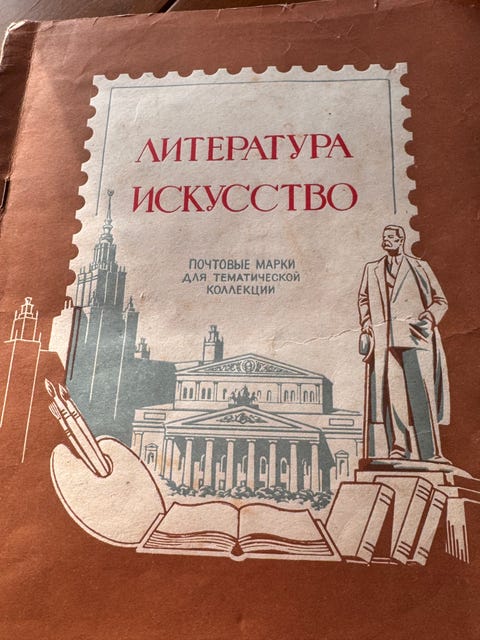 ЛИТЕРАТУРА
ИСКУССТВО
ПОЧТОВЫЕ МАРКИ
ДЛЯ ТЕМАТИЧЕСКОЙ
КОЛЛЕКЦИИ